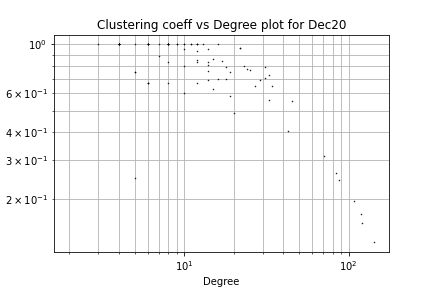 Clustering coeff vs Degree plot for Dec20
10⁰
6 × 10⁻¹
4 × 10⁻¹
3 × 10⁻¹
2 × 10⁻¹
10¹ 10²
Degree